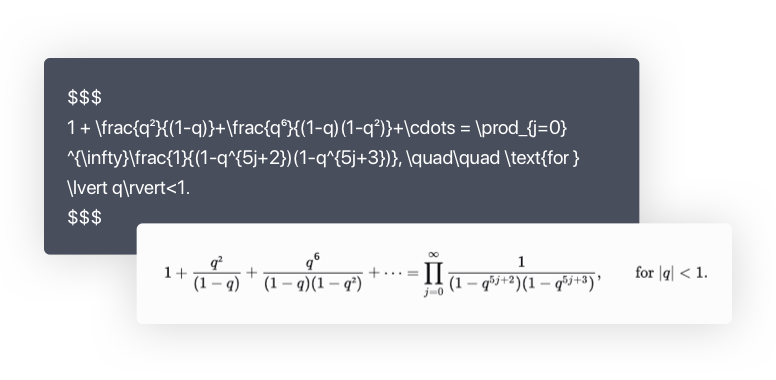 $$$
1 + \frac{q²}{(1-q)}+\frac{q⁶}{(1-q)(1-q²)}+\cdots = \prod_{j=0}
^{\infty}\frac{1}{(1-q^{5j+2})(1-q^{5j+3})}, \quad\quad \text{for }
\lvert q\rvert<1.
$$$
1 + q²/(1 − q) + q⁶/((1 − q)(1 − q²)) + ⋯ = ∏_{j=0}^{∞} 1/((1 − q^{5j+2})(1 − q^{5j+3})), for |q| < 1.